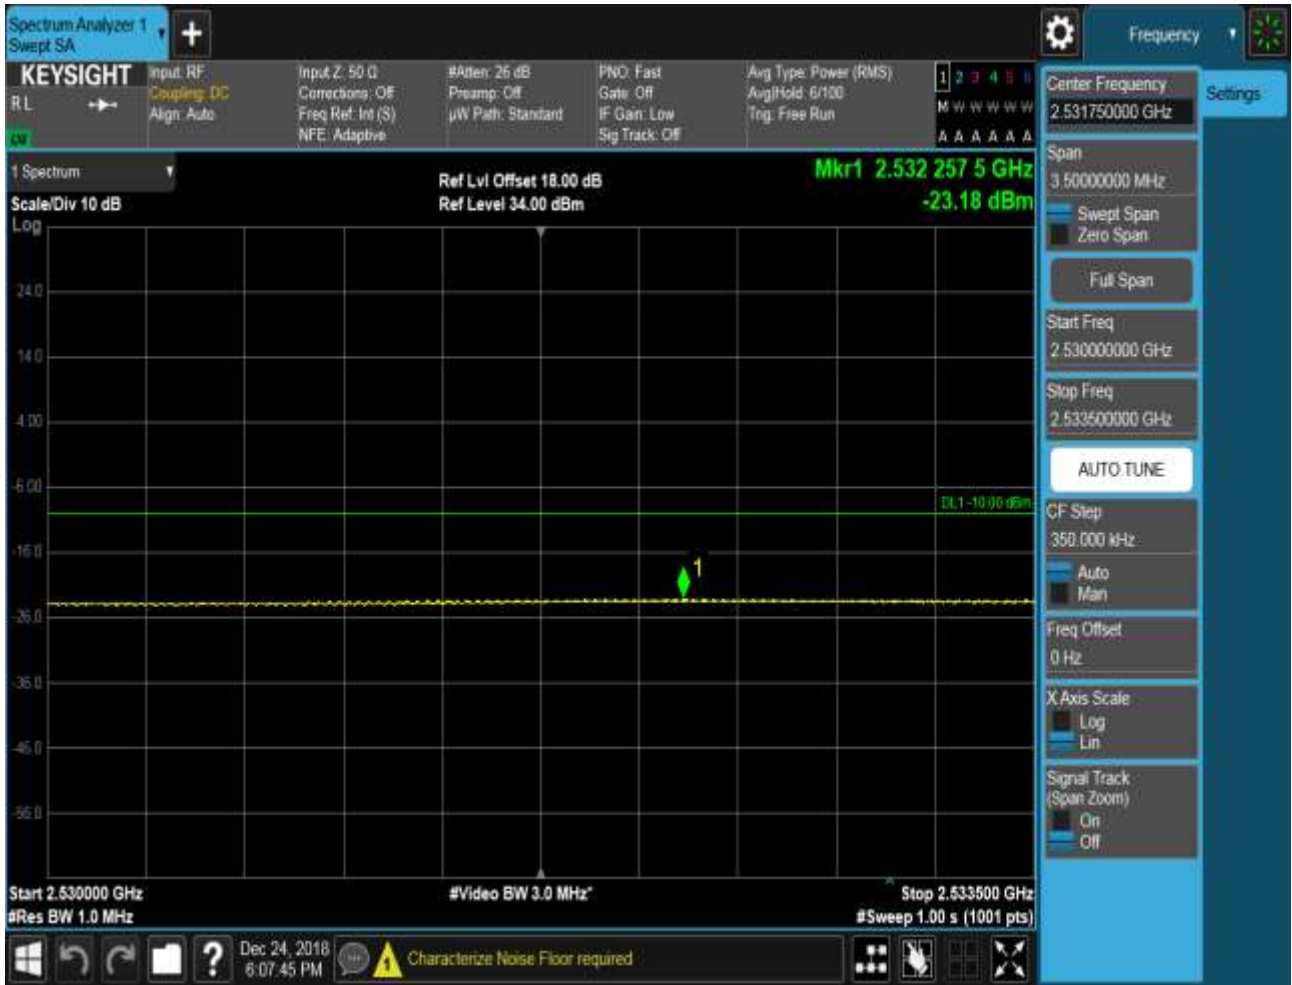 Spectrum Analyzer 1
Swept SA
+
Frequency
KEYSIGHT
RL
LXI
Input: RF
Coupling: DC
Align: Auto
Input Z: 50 Ω
Corrections: Off
Freq Ref: Int (S)
NFE: Adaptive
#Atten: 26 dB
Preamp: Off
µW Path: Standard
PNO: Fast
Gate: Off
IF Gain: Low
Sig Track: Off
Avg Type: Power (RMS)
Avg|Hold: 6/100
Trig: Free Run
1 2 3 4 5 6
M W W W W W
A A A A A A
1 Spectrum
Scale/Div 10 dB
Log
Ref Lvl Offset 18.00 dB
Ref Level 34.00 dBm
Mkr1 2.532 257 5 GHz
-23.18 dBm
24.0
14.0
4.00
-6.00
-16.0
-26.0
-36.0
-46.0
-56.0
DL1 -10.00 dBm
1
Start 2.530000 GHz
#Res BW 1.0 MHz
#Video BW 3.0 MHz*
Stop 2.533500 GHz
#Sweep 1.00 s (1001 pts)
Center Frequency
2.531750000 GHz
Settings
Span
3.50000000 MHz
Swept Span
Zero Span
Full Span
Start Freq
2.530000000 GHz
Stop Freq
2.533500000 GHz
AUTO TUNE
CF Step
350.000 kHz
Auto
Man
Freq Offset
0 Hz
X Axis Scale
Log
Lin
Signal Track
(Span Zoom)
On
Off
?
Dec 24, 2018
6:07:45 PM
1
Characterize Noise Floor required